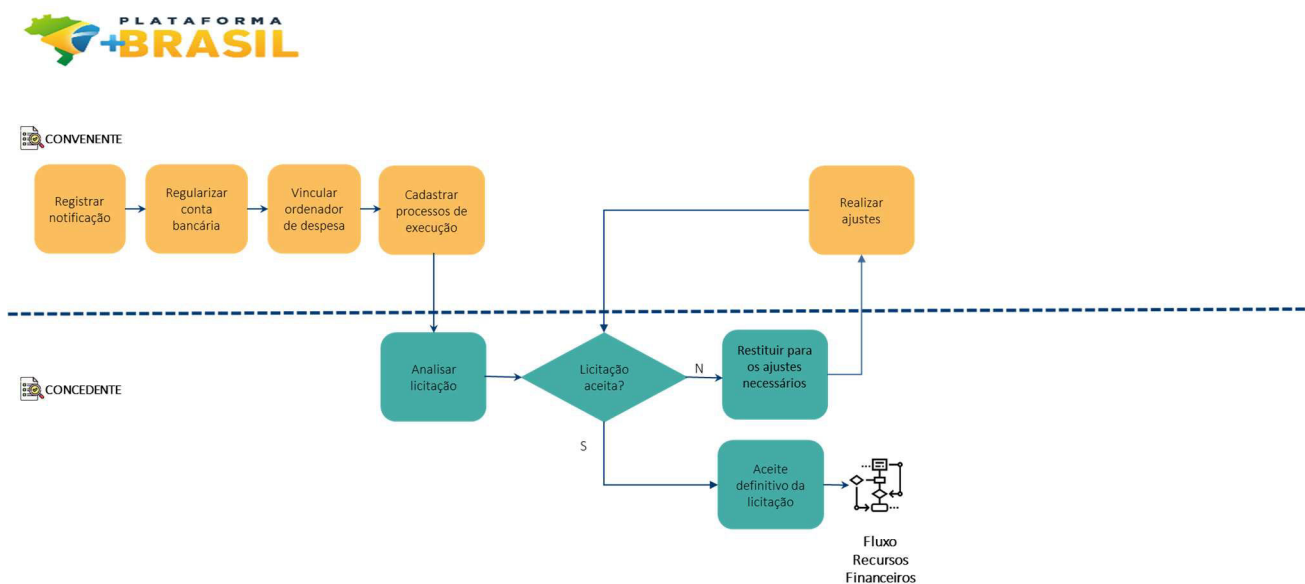 PLATAFORMA
+BRASIL
CONVENENTE
Registrar
notificação
Regularizar
conta
bancária
Vincular
ordenador
de despesa
Cadastrar
processos de
execução
Realizar
ajustes
CONCEDENTE
Analisar
licitação
Licitação
aceita?
N
Restituir para
os ajustes
necessários
S
Aceite
definitivo da
licitação
Fluxo
Recursos
Financeiros